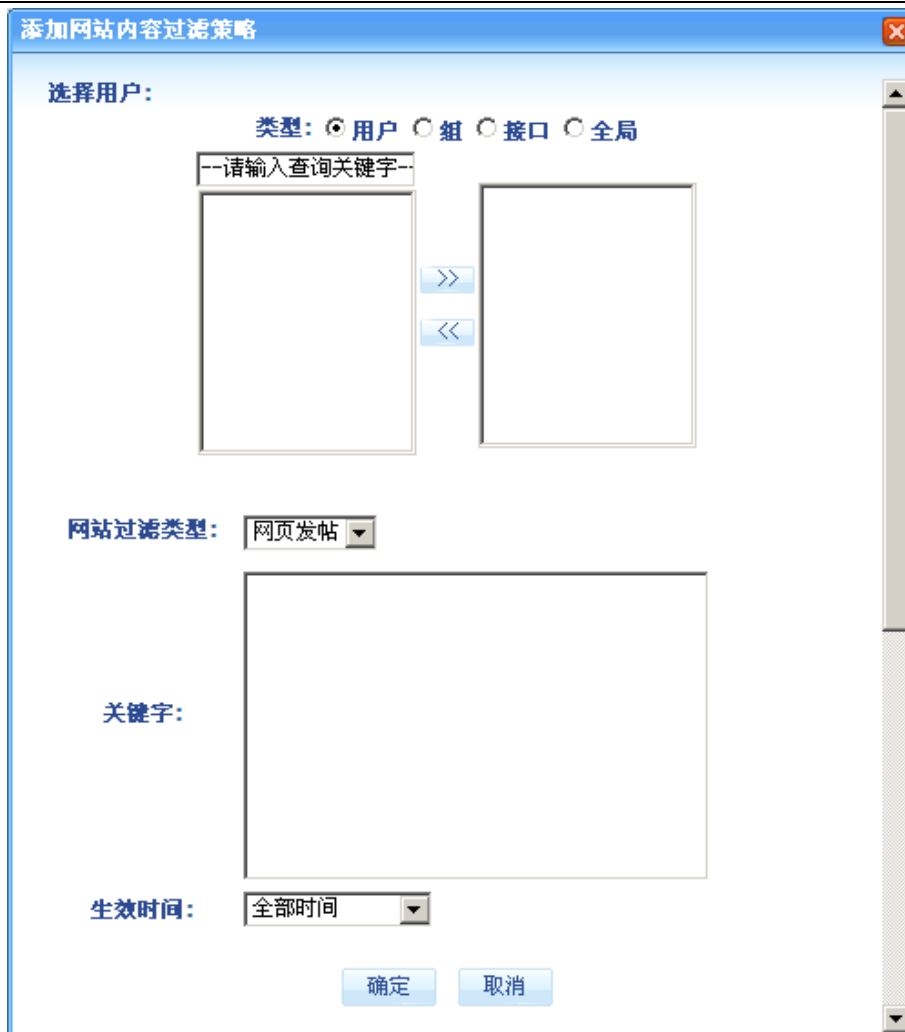 添加网站内容过滤策略
选择用户：
类型： 用户 组 接口 全局
--请输入查询关键字-
>>
<<
网站过滤类型： 网页发帖
关键字：
生效时间： 全部时间
确定 取消